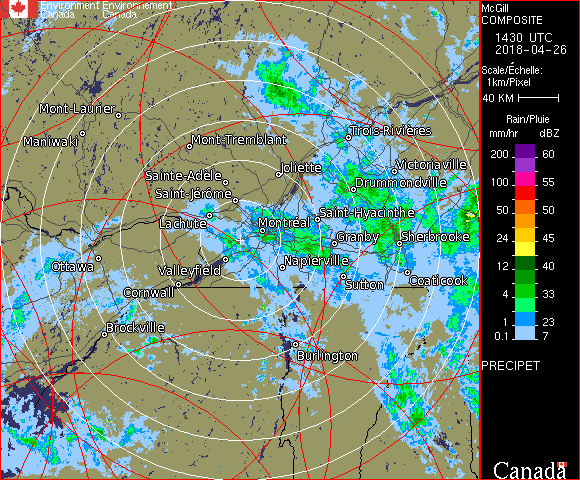 Environment Environnement
Canada Canada
McGill
COMPOSITE
1430 UTC
2018-04-26
Scale/Échelle:
1km/Pixel
40 KM
Rain/Pluie
mm/hr dBZ
200 60
100 55
50 50
24 45
12 40
4 33
1 23
0.1 7
PRECIPET
Canada
Mont-Laurier
Maniwaki
Mont-Tremblant
Trois-Rivières
Joliette
Victoriaville
Sainte-Adèle
Drummondville
Saint-Jérôme
Saint-Hyacinthe
Lachute
Montréal
Granby
Sherbrooke
Ottawa
Valleyfield
Napierville
Cornwall
Sutton
Coaticook
Brockville
Burlington